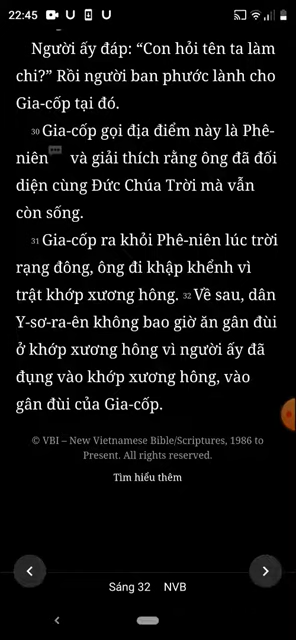 22:45
Người ấy đáp: “Con hỏi tên ta làm
chi?” Rồi người ban phước lành cho
Gia-cốp tại đó.
30 Gia-cốp gọi địa điểm này là Phê-
niên và giải thích rằng ông đã đối
diện cùng Đức Chúa Trời mà vẫn
còn sống.
31 Gia-cốp ra khỏi Phê-niên lúc trời
rạng đông, ông đi khập khểnh vì
trật khớp xương hông. 32 Về sau, dân
Y-sơ-ra-ên không bao giờ ăn gân đùi
ở khớp xương hông vì người ấy đã
đụng vào khớp xương hông, vào
gân đùi của Gia-cốp.
© VBI – New Vietnamese Bible/Scriptures, 1986 to
Present. All rights reserved.
Tìm hiểu thêm
Sáng 32 NVB